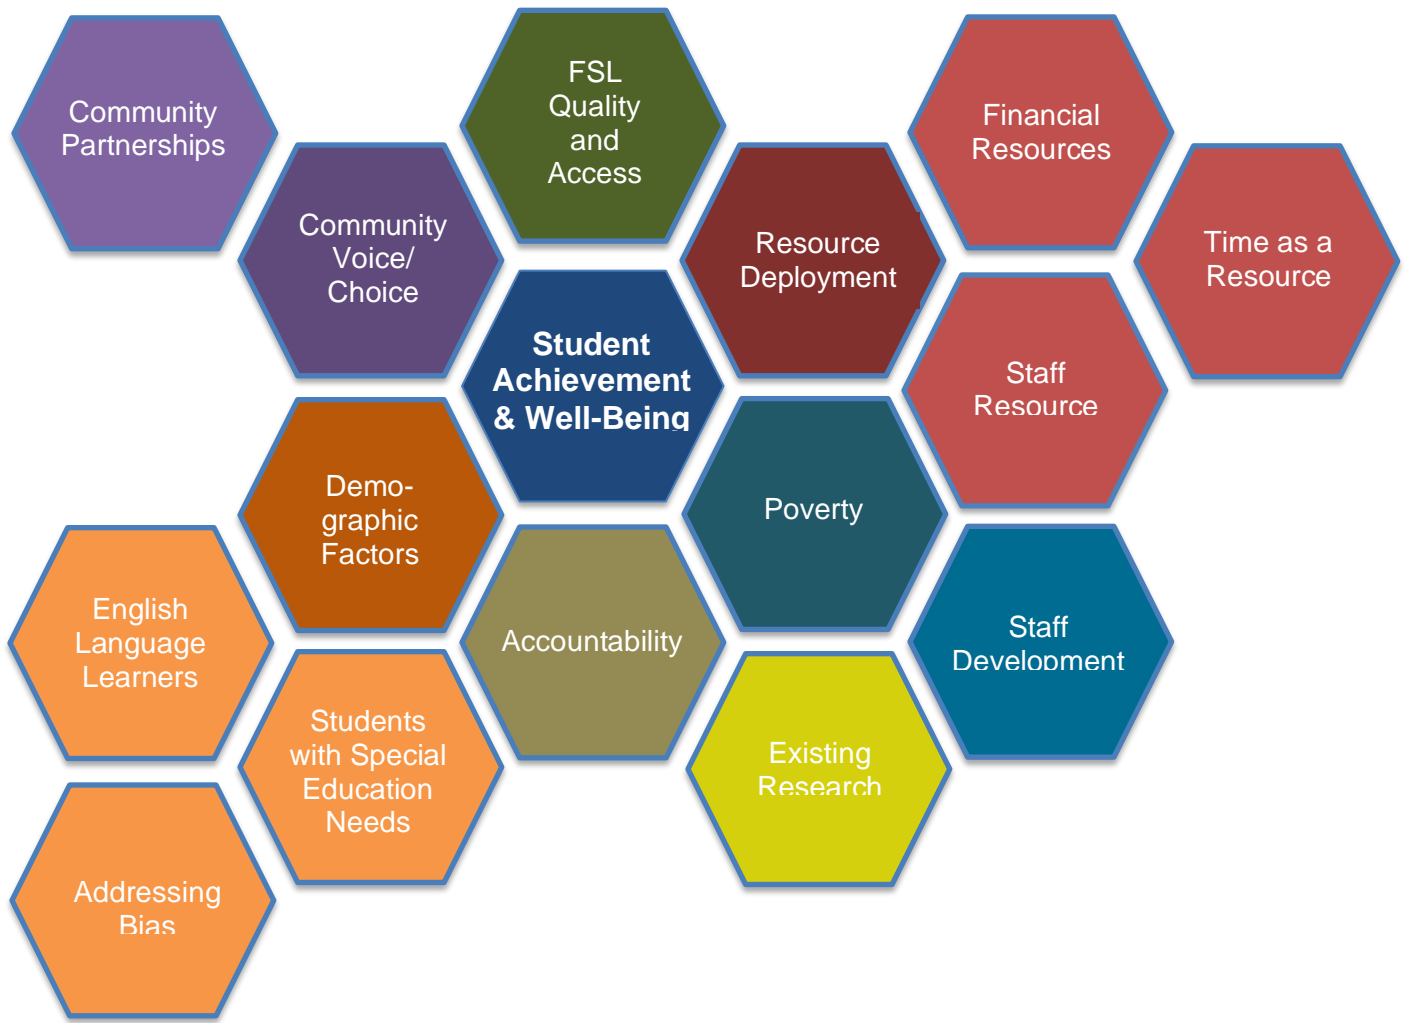 Community
Partnerships
FSL
Quality
and
Access
Financial
Resources
Community
Voice/
Choice
Resource
Deployment
Time as a
Resource
Student
Achievement
& Well-Being
Staff
Resource
Demo-
graphic
Factors
Poverty
English
Language
Learners
Accountability
Staff
Development
Students
with Special
Education
Needs
Existing
Research
Addressing
Bias